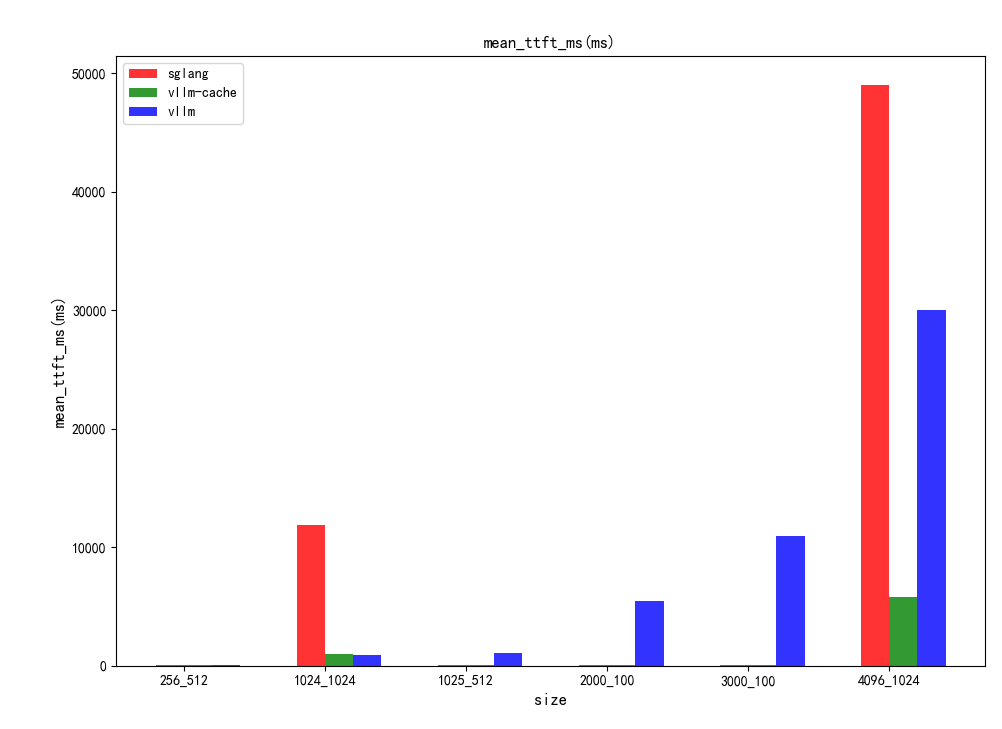 mean_ttft_ms(ms)
sglang
vllm-cache
vllm
50000
40000
30000
20000
10000
0
mean_ttft_ms(ms)
256_512
1024_1024
1025_512
2000_100
3000_100
4096_1024
size